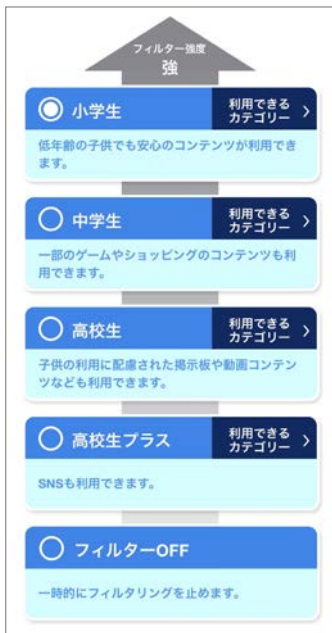 フィルター強度
強
小学生
利用できる
カテゴリー
低年齢の子供でも安心のコンテンツが利用でき
ます。
中学生
利用できる
カテゴリー
一部のゲームやショッピングのコンテンツも利
用できます。
高校生
利用できる
カテゴリー
子供の利用に配慮された掲示板や動画コンテン
ツなども利用できます。
高校生プラス
利用できる
カテゴリー
SNSも利用できます。
フィルターOFF
一時的にフィルタリングを止めます。